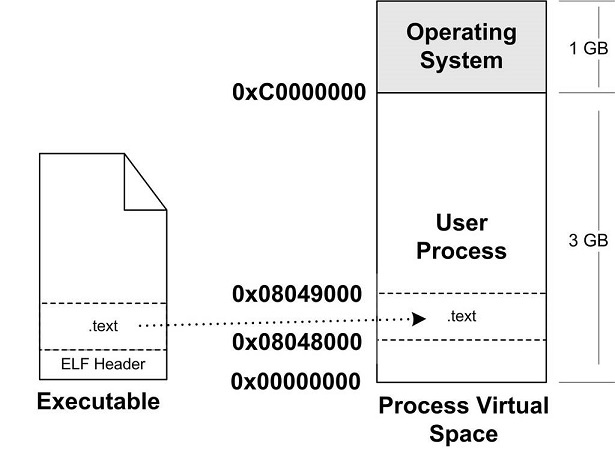 Operating
System
1 GB
0xC0000000
User
Process
3 GB
0x08049000
.text
.text
0x08048000
ELF Header
0x00000000
Executable
Process Virtual
Space